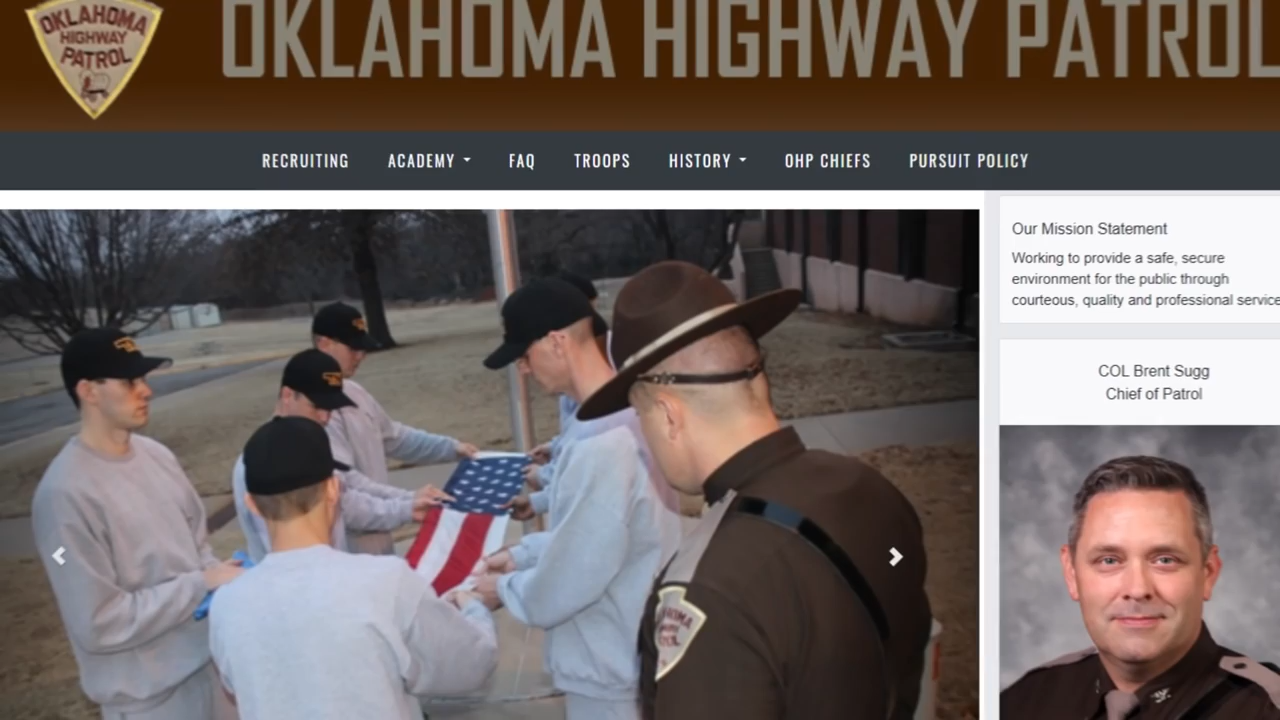 OKLAHOMA
HIGHWAY
PATROL
OKLAHOMA HIGHWAY PATROL
RECRUITING ACADEMY FAQ TROOPS HISTORY OHP CHIEFS PURSUIT POLICY
Our Mission Statement
Working to provide a safe, secure
environment for the public through
courteous, quality and professional service
COL Brent Sugg
Chief of Patrol